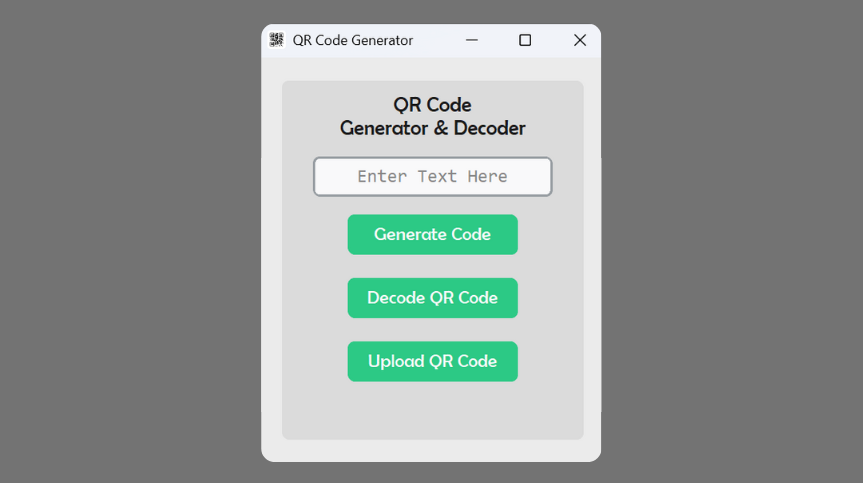 QR Code Generator
QR Code
Generator & Decoder
Enter Text Here
Generate Code
Decode QR Code
Upload QR Code